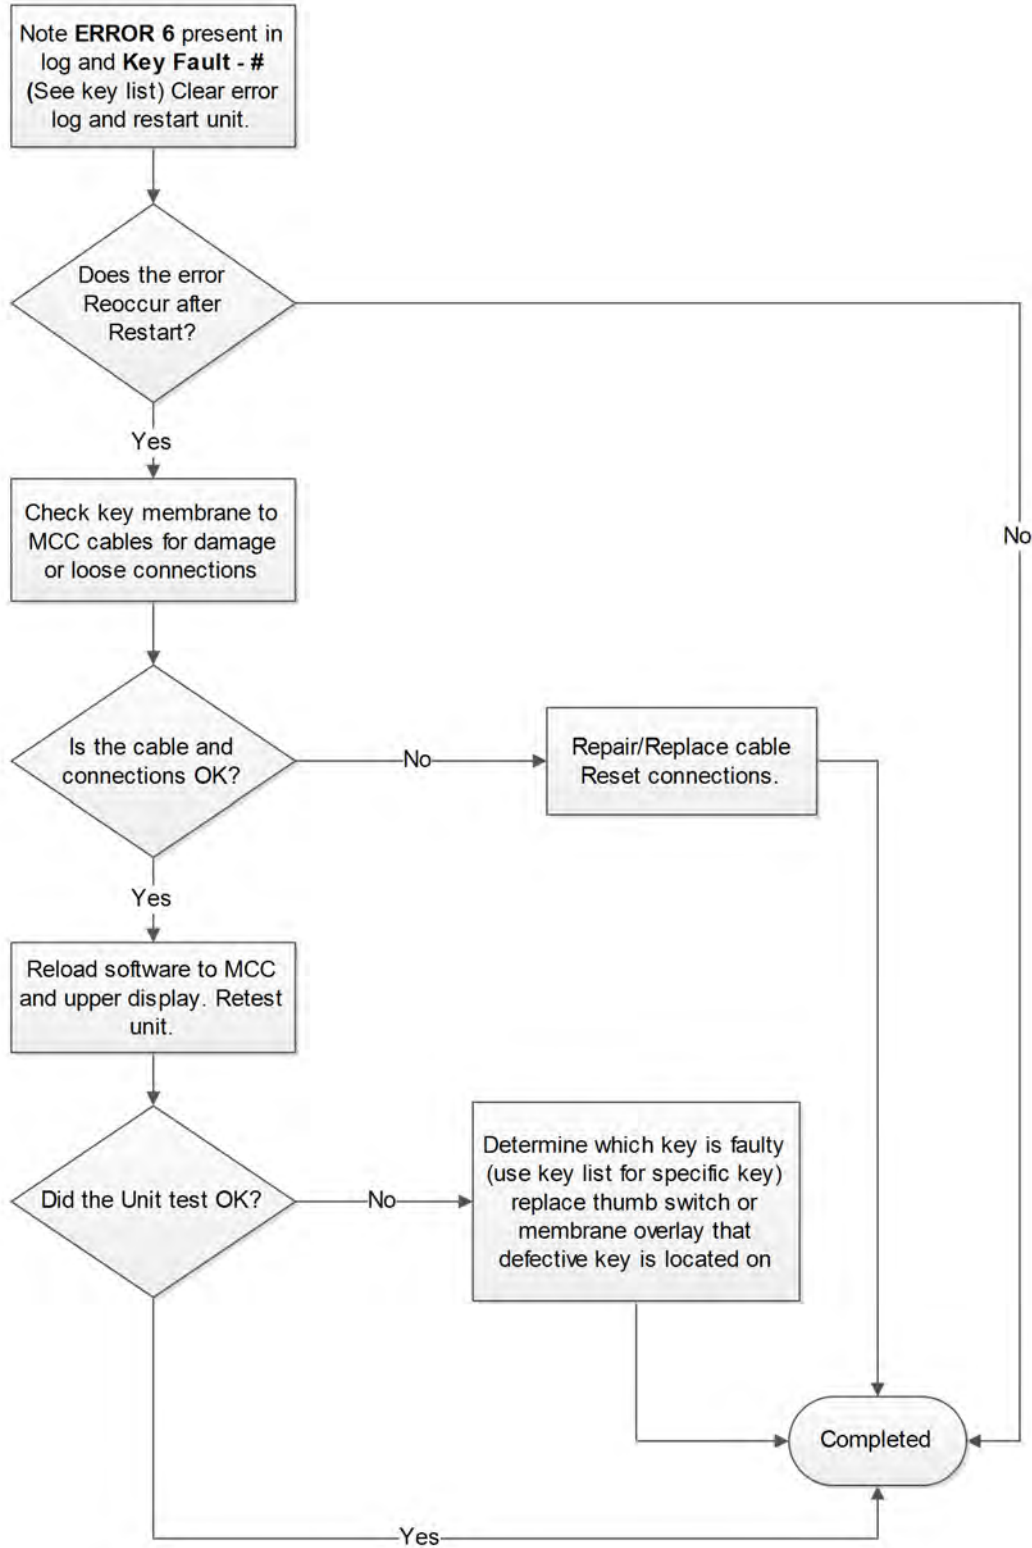 Note ERROR 6 present in
log and Key Fault - #
(See key list) Clear error
log and restart unit.
Does the error
Reoccur after
Restart?
Yes
No
Check key membrane to
MCC cables for damage
or loose connections
Is the cable and
connections OK?
No
Repair/Replace cable
Reset connections.
Yes
Reload software to MCC
and upper display. Retest
unit.
Did the Unit test OK?
No
Determine which key is faulty
(use key list for specific key)
replace thumb switch or
membrane overlay that
defective key is located on
Completed
Yes